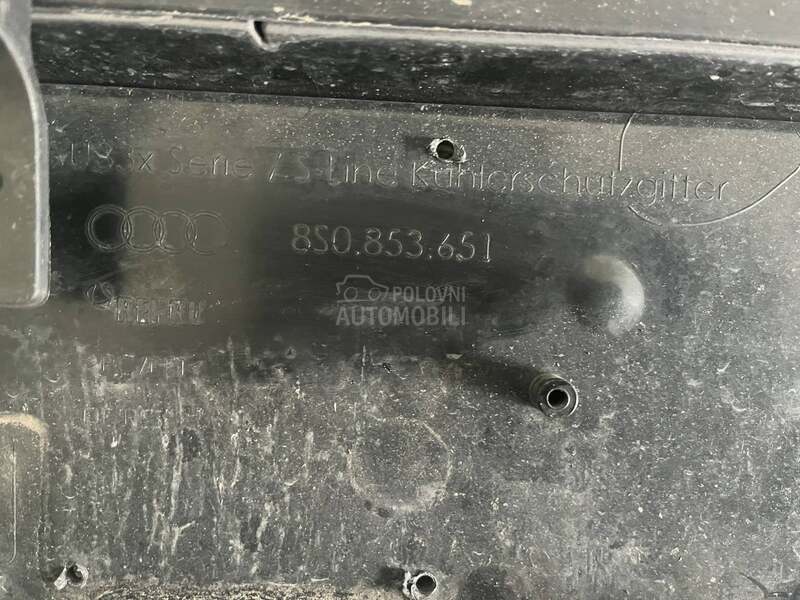 Serie / S-Line Kühlerschutzgitter
8S0.853.651
POLOVNI
AUTOMOBILI